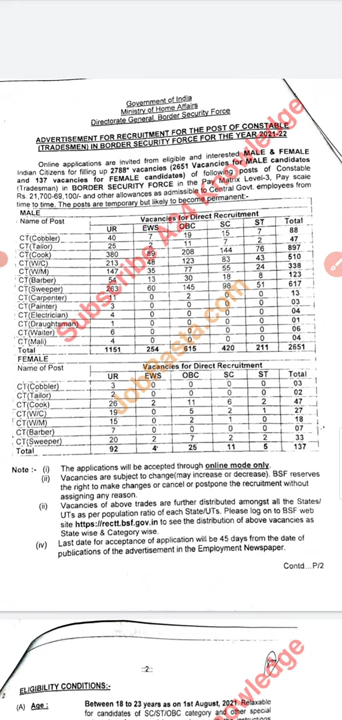 Government of India
Ministry of Home Affairs
Directorate General, Border Security Force
ADVERTISEMENT FOR RECRUITMENT FOR THE POST OF CONSTABLE
(TRADESMEN) IN BORDER SECURITY FORCE FOR THE YEAR 2021-22
Online applications are invited from eligible and interested MALE & FEMALE
Indian Citizens for filling up 2788* vacancies (2651 Vacancies for MALE candidates
and 137 vacancies for FEMALE candidates) of following posts of Constable
(Tradesman) in BORDER SECURITY FORCE in the Pay Matrix Level-3, Pay scale
Rs. 21,700-69,100/- and other allowances as admissible to Central Govt. employees from
time to time. The posts are temporary but likely to become permanent:-
MALE
Name of Post Vacancies for Direct Recruitment
UR EWS OBC SC ST Total
CT(Cobbler) 40 7 19 15 7 88
CT(Tailor) 25 2 11 7 2 47
CT(Cook) 380 89 208 144 76 897
CT(W/C) 213 48 123 83 43 510
CT(W/M) 147 35 77 55 24 338
CT(Barber) 54 13 30 18 8 123
CT(Sweeper) 263 60 145 98 51 617
CT(Carpenter) 11 0 2 0 0 13
CT(Painter) 3 0 0 0 0 03
CT(Electrician) 4 0 0 0 0 04
CT(Draughtsman) 1 0 0 0 0 01
CT(Waiter) 6 0 0 0 0 06
CT(Mali) 4 0 0 0 0 04
Total 1151 254 615 420 211 2651
FEMALE
Name of Post Vacancies for Direct Recruitment
UR EWS OBC SC ST Total
CT(Cobbler) 3 0 0 0 0 03
CT(Tailor) 2 0 0 0 0 02
CT(Cook) 26 2 11 6 2 47
CT(W/C) 19 0 5 2 1 27
CT(W/M) 15 0 2 1 0 18
CT(Barber) 7 0 0 0 0 07
CT(Sweeper) 20 2 7 2 2 33
Total 92 4 25 11 5 137
Note :- (i) The applications will be accepted through online mode only.
(ii) Vacancies are subject to change(may increase or decrease). BSF reserves
the right to make changes or cancel or postpone the recruitment without
assigning any reason.
(ii) Vacancies of above trades are further distributed amongst all the States/
UTs as per population ratio of each State/UTs. Please log on to BSF web
site https://rectt.bsf.gov.in to see the distribution of above vacancies as
State wise & Category wise.
(iv) Last date for acceptance of application will be 45 days from the date of
publications of the advertisement in the Employment Newspaper.
Contd...P/2
-:2:-
ELIGIBILITY CONDITIONS:-
(A) Age : Between 18 to 23 years as on 1st August, 2021. Relaxable
for candidates of SC/ST/OBC category and other special